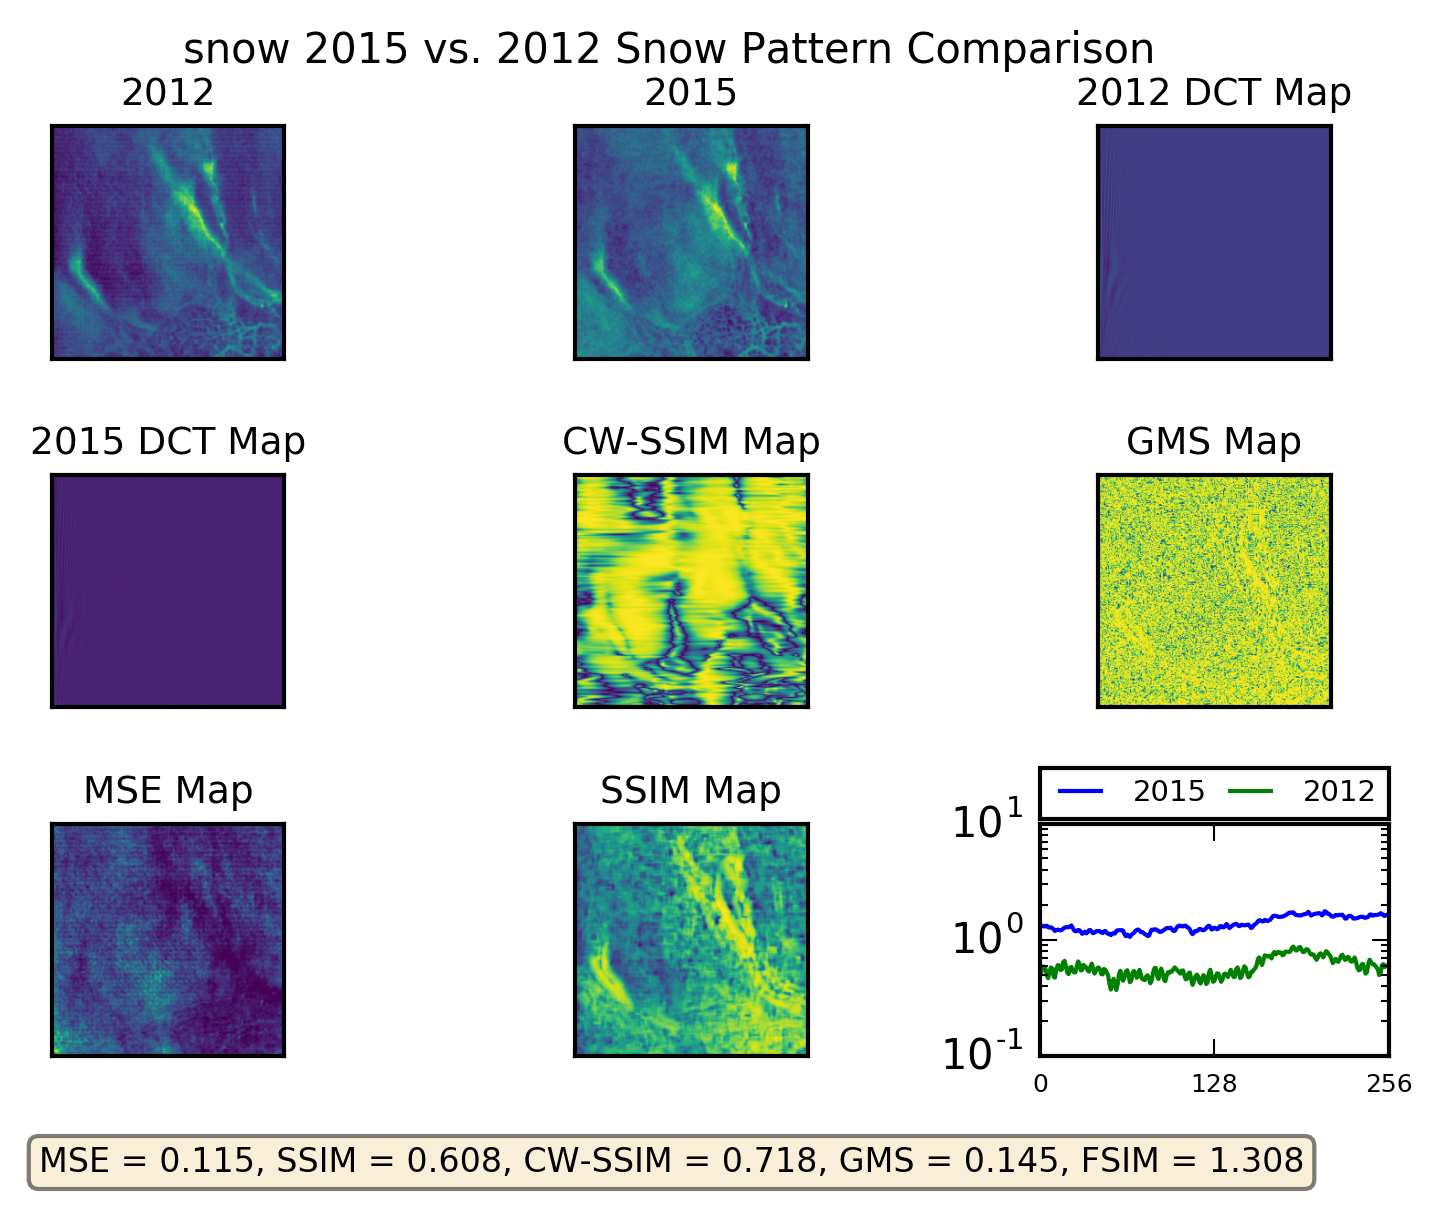 snow 2015 vs. 2012 Snow Pattern Comparison
2012
2015
2012 DCT Map
2015 DCT Map
CW-SSIM Map
GMS Map
MSE Map
SSIM Map
2015 2012
10^1
10^0
10^-1
0 128 256
MSE = 0.115, SSIM = 0.608, CW-SSIM = 0.718, GMS = 0.145, FSIM = 1.308